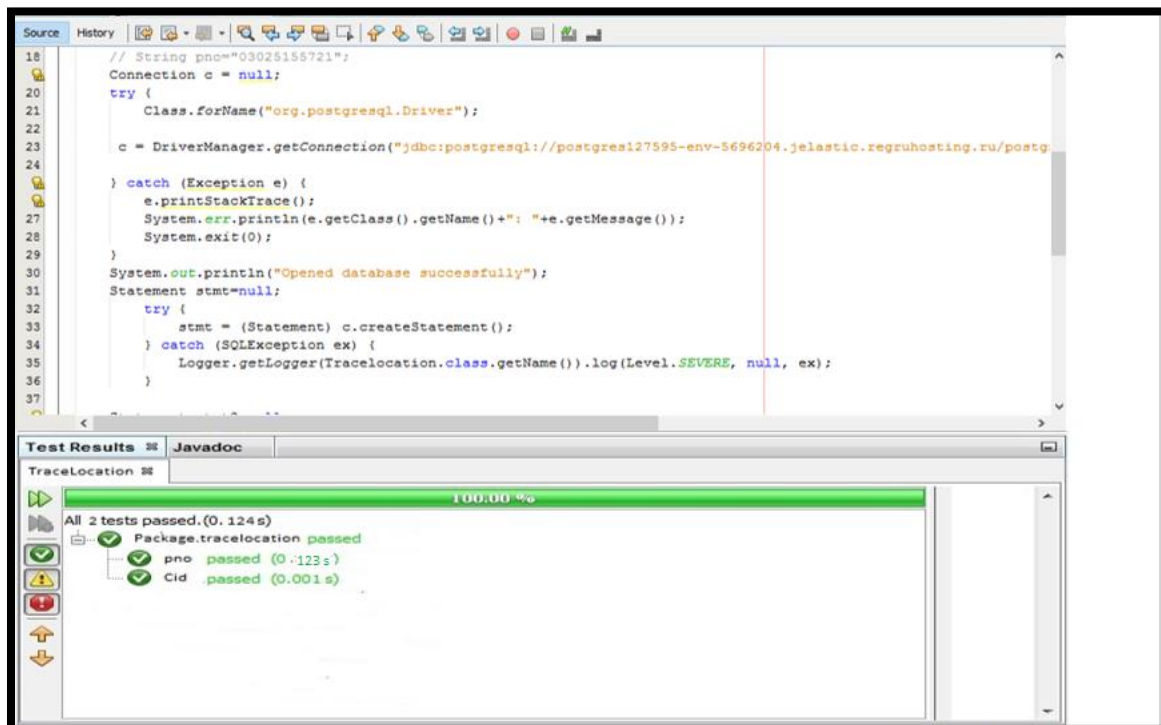 Source History
18 // String pno="03025155721";
Connection c = null;
20 try {
21 Class.forName("org.postgresql.Driver");
22
23 c = DriverManager.getConnection("jdbc:postgresql://postgres127595-env-5696204.jelastic.regruhosting.ru/postg
24
} catch (Exception e) {
e.printStackTrace();
27 System.err.println(e.getClass().getName()+": "+e.getMessage());
28 System.exit(0);
29 }
30 System.out.println("Opened database successfully");
31 Statement stmt=null;
32 try {
33 stmt = (Statement) c.createStatement();
34 } catch (SQLException ex) {
35 Logger.getLogger(Tracelocation.class.getName()).log(Level.SEVERE, null, ex);
36 }
37
Test Results Javadoc
TraceLocation
100.00 %
All 2 tests passed.(0.124 s)
Package.tracelocation passed
pno passed (0.123 s)
Cid passed (0.001 s)